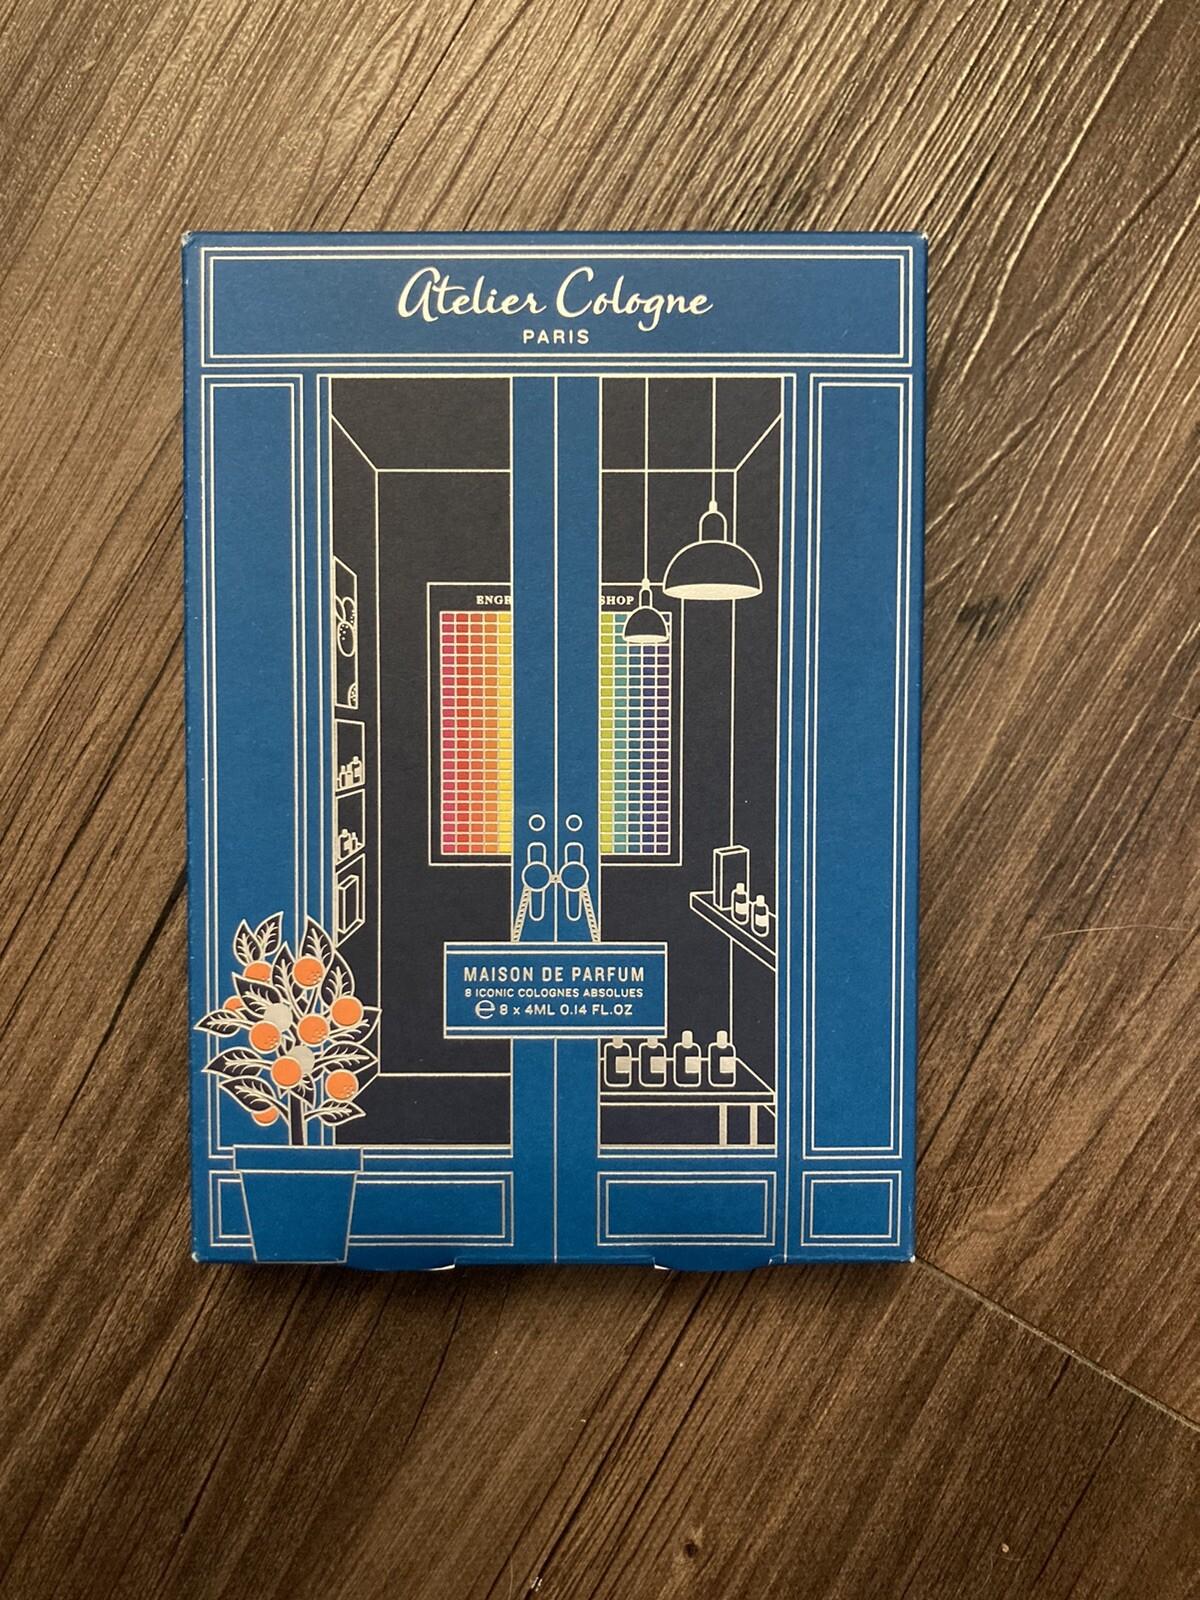 Atelier Cologne
PARIS
ENGR
SHOP
MAISON DE PARFUM
8 ICONIC COLOGNES ABSOLUES
℮ 8 x 4ML 0.14 FL.OZ